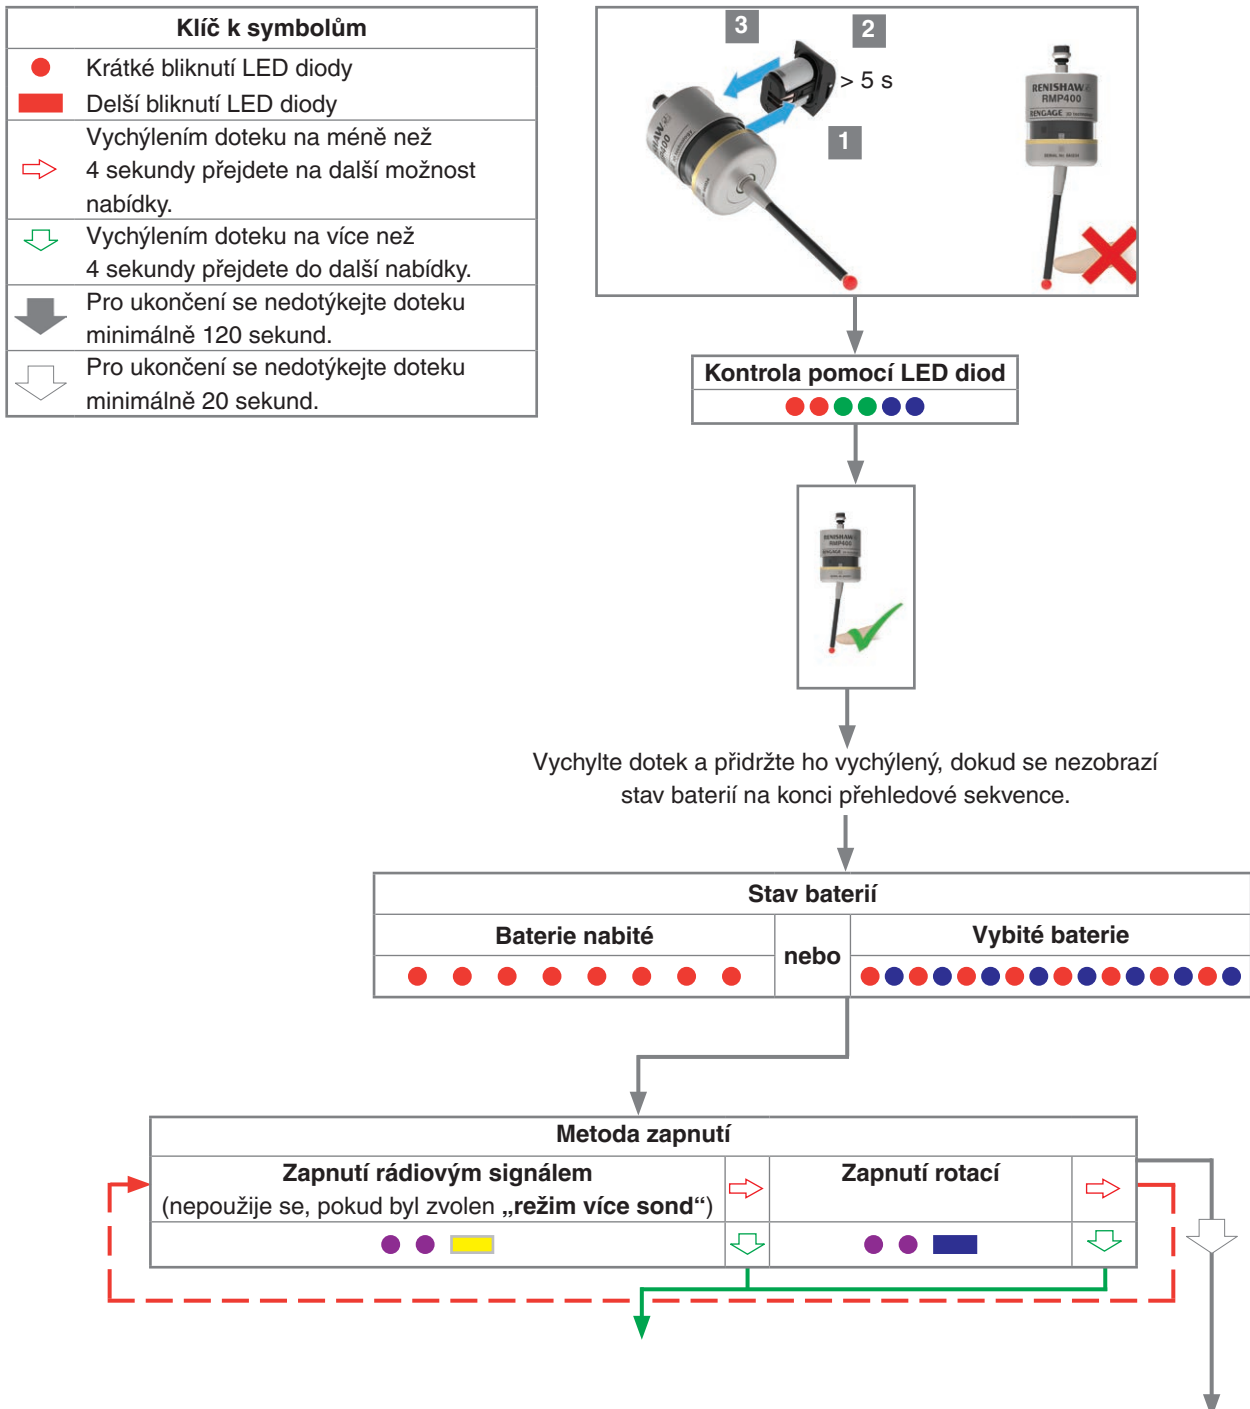 Klíč k symbolům
Krátké bliknutí LED diody
Delší bliknutí LED diody
Vychýlením doteku na méně než
4 sekundy přejdete na další možnost
nabídky.
Vychýlením doteku na více než
4 sekundy přejdete do další nabídky.
Pro ukončení se nedotýkejte doteku
minimálně 120 sekund.
Pro ukončení se nedotýkejte doteku
minimálně 20 sekund.
3
2
> 5 s
1
RENISHAW
RMP400
RENGAGE
Kontrola pomocí LED diod
RENISHAW
RMP400
RENGAGE
Vychylte dotek a přidržte ho vychýlený, dokud se nezobrazí
stav baterií na konci přehledové sekvence.
Stav baterií
Baterie nabité
nebo
Vybité baterie
Metoda zapnutí
Zapnutí rádiovým signálem
(nepoužije se, pokud byl zvolen „režim více sond“)
Zapnutí rotací